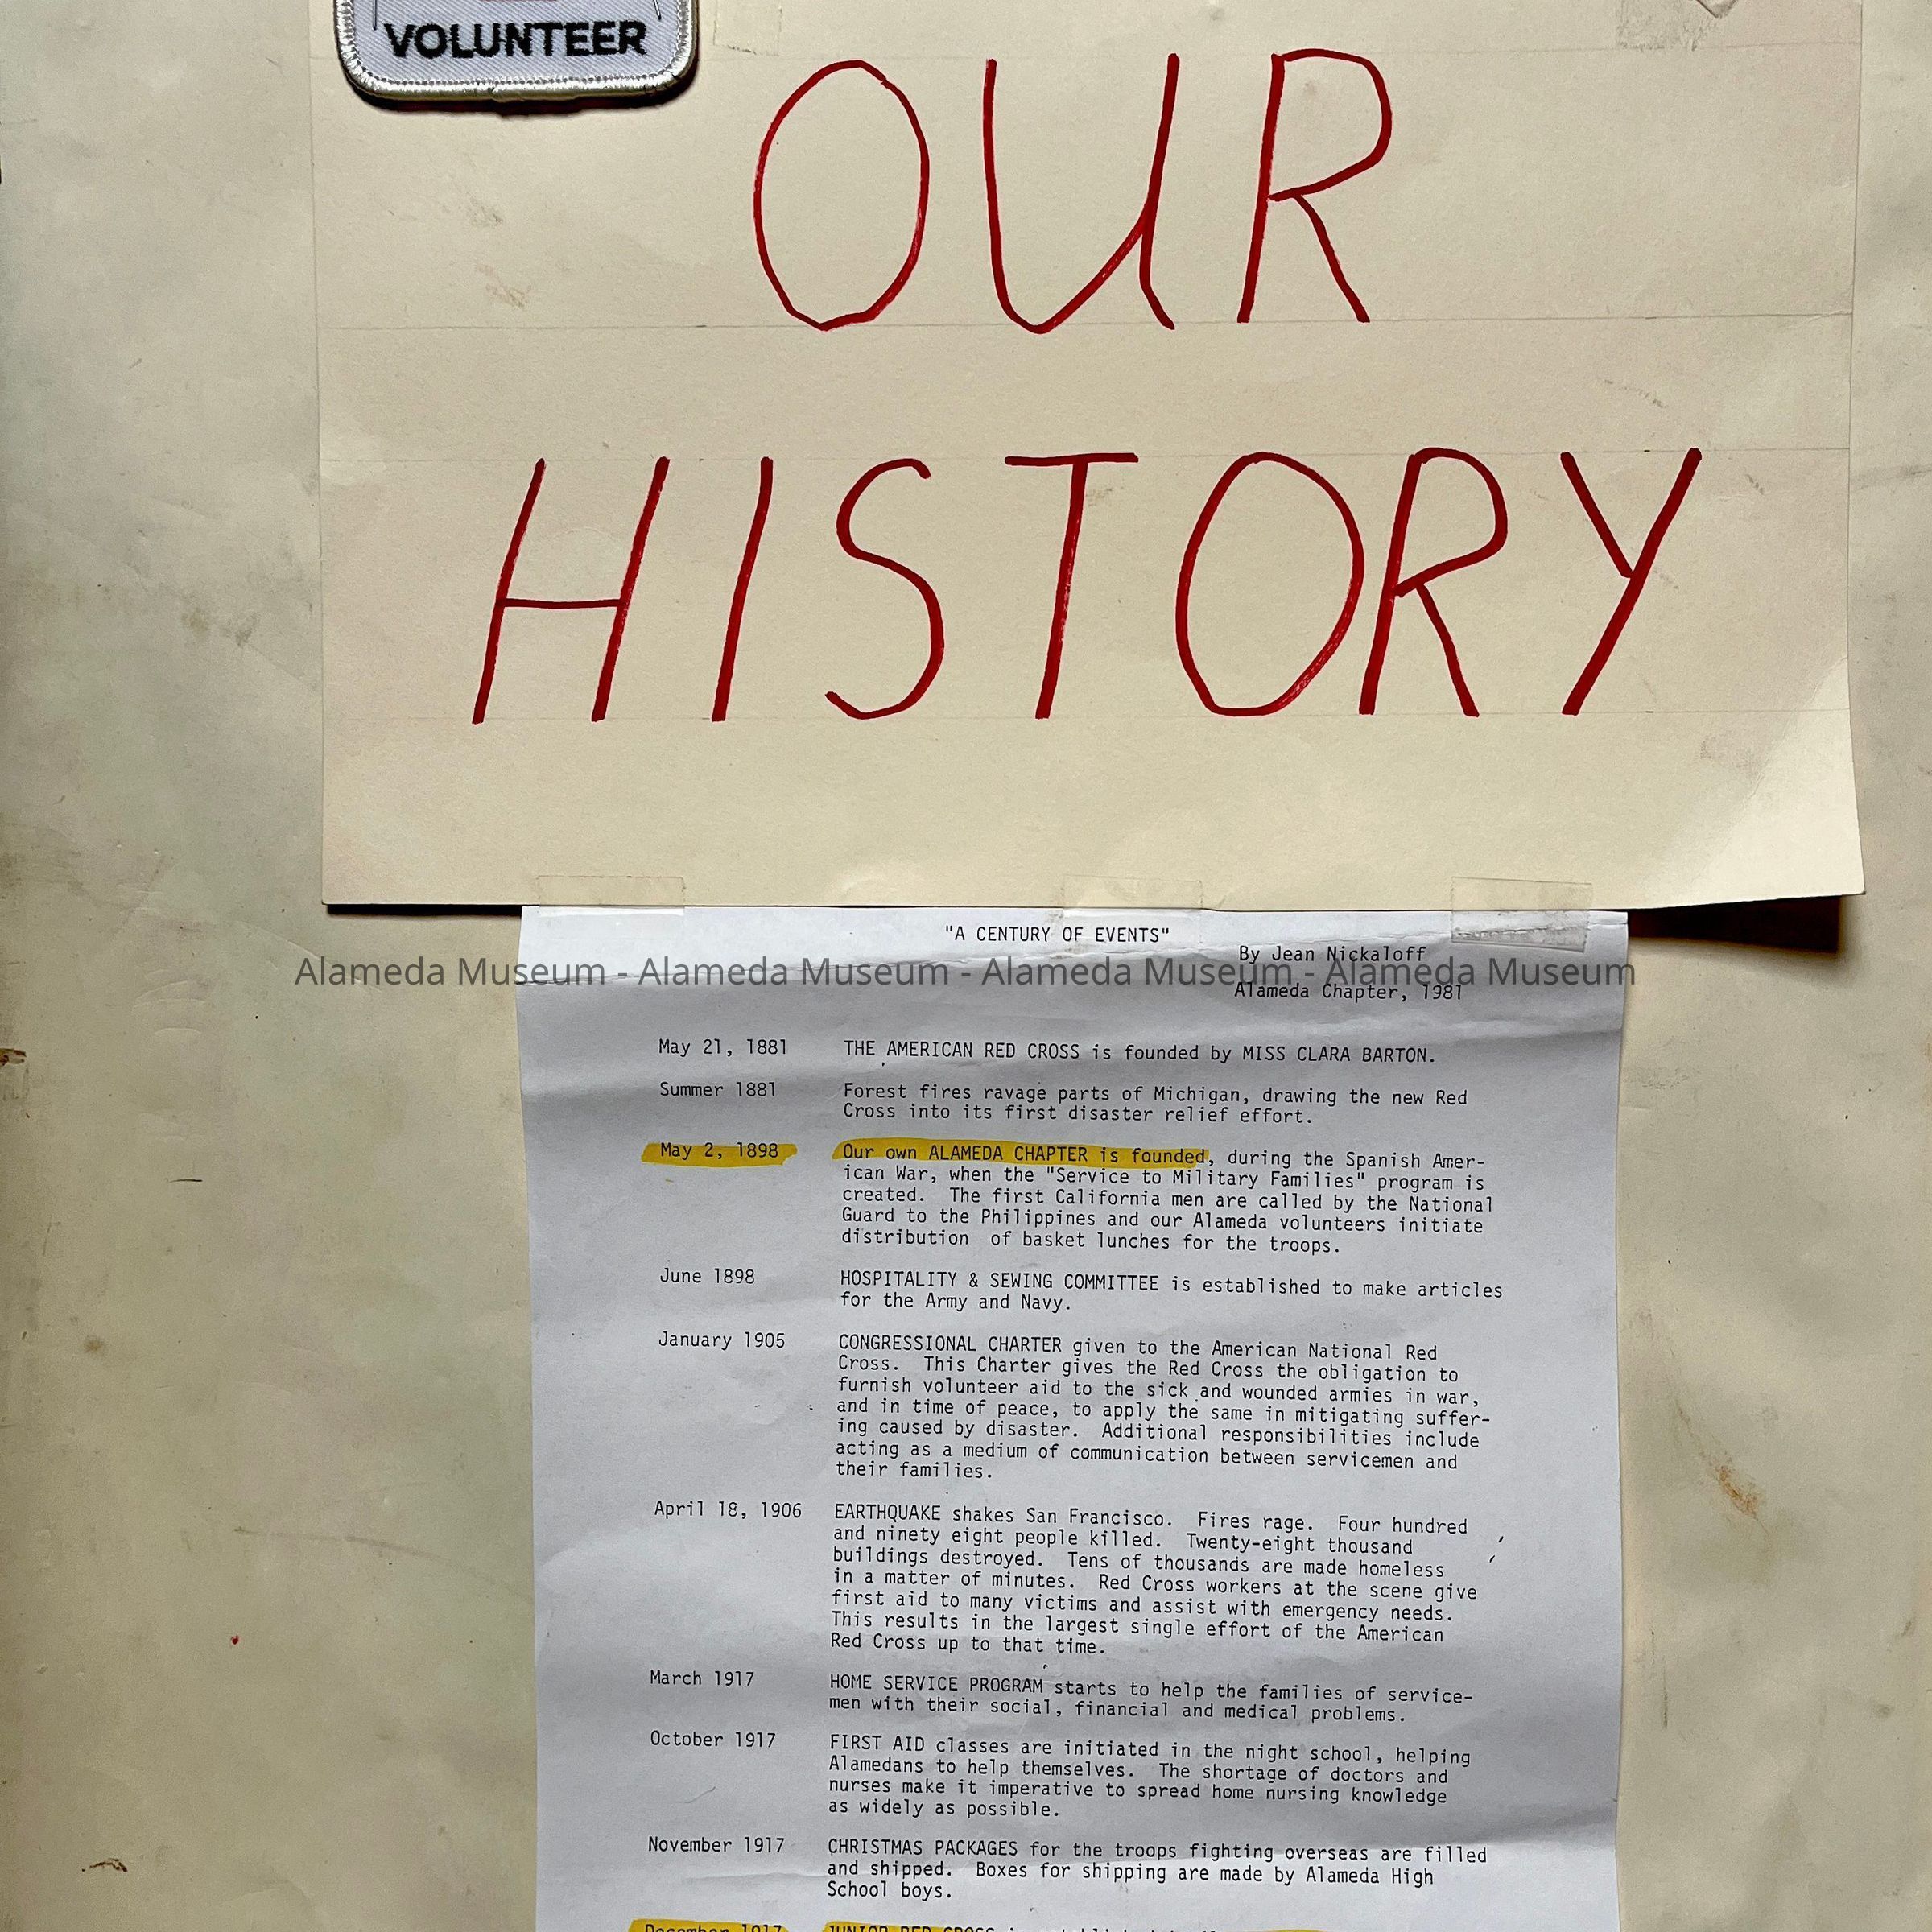 VOLUNTEER
OUR
HISTORY
"A CENTURY OF EVENTS"
By Jean Nickaloff
Alameda Museum - Alameda Museum - Alameda Museum - Alameda Museum
Alameda Chapter, 1981
May 21, 1881 THE AMERICAN RED CROSS is founded by MISS CLARA BARTON.
Summer 1881 Forest fires ravage parts of Michigan, drawing the new Red
Cross into its first disaster relief effort.
May 2, 1898 Our own ALAMEDA CHAPTER is founded, during the Spanish Amer-
ican War, when the "Service to Military Families" program is
created. The first California men are called by the National
Guard to the Philippines and our Alameda volunteers initiate
distribution of basket lunches for the troops.
June 1898 HOSPITALITY & SEWING COMMITTEE is established to make articles
for the Army and Navy.
January 1905 CONGRESSIONAL CHARTER given to the American National Red
Cross. This Charter gives the Red Cross the obligation to
furnish volunteer aid to the sick and wounded armies in war,
and in time of peace, to apply the same in mitigating suffer-
ing caused by disaster. Additional responsibilities include
acting as a medium of communication between servicemen and
their families.
April 18, 1906 EARTHQUAKE shakes San Francisco. Fires rage. Four hundred
and ninety eight people killed. Twenty-eight thousand
buildings destroyed. Tens of thousands are made homeless
in a matter of minutes. Red Cross workers at the scene give
first aid to many victims and assist with emergency needs.
This results in the largest single effort of the American
Red Cross up to that time.
March 1917 HOME SERVICE PROGRAM starts to help the families of service-
men with their social, financial and medical problems.
October 1917 FIRST AID classes are initiated in the night school, helping
Alamedans to help themselves. The shortage of doctors and
nurses make it imperative to spread home nursing knowledge
as widely as possible.
November 1917 CHRISTMAS PACKAGES for the troops fighting overseas are filled
and shipped. Boxes for shipping are made by Alameda High
School boys.
December 1917 JUNIOR RED CROSS is